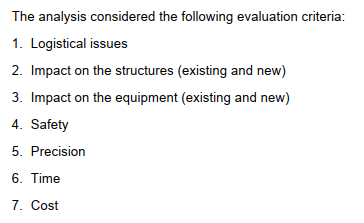 The analysis considered the following evaluation criteria:
1. Logistical issues
2. Impact on the structures (existing and new)
3. Impact on the equipment (existing and new)
4. Safety
5. Precision
6. Time
7. Cost